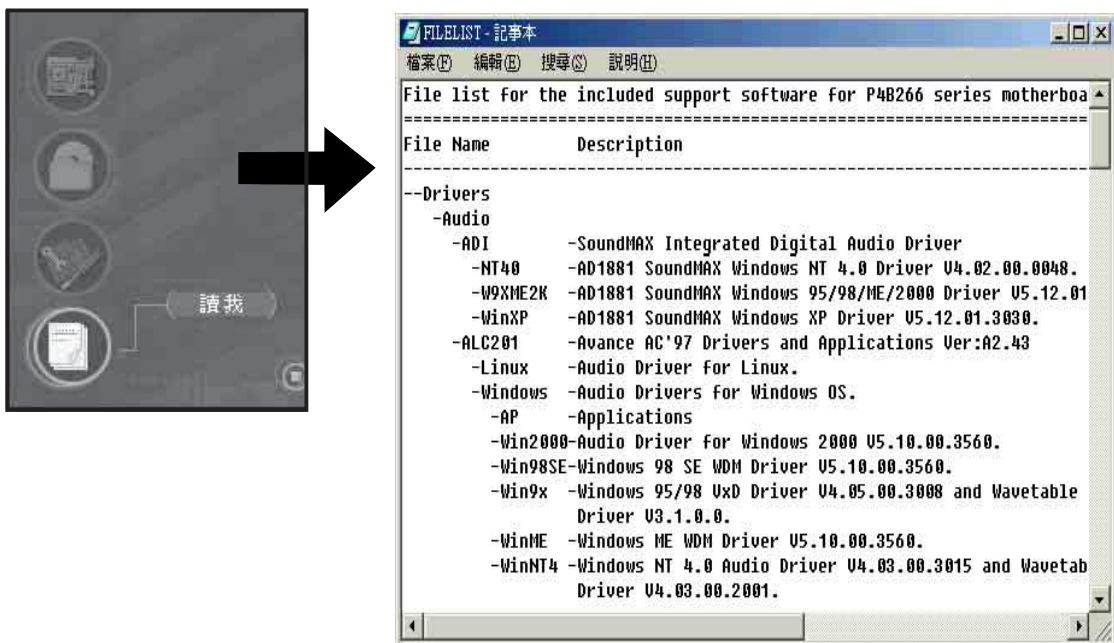 讀我
FILELIST - 記事本
檔案(F) 編輯(E) 搜尋(S) 說明(H)
File list for the included support software for P4B266 series motherboa
================================================================
File Name Description
----------------------------------------------------------------
--Drivers
-Audio
-ADI -SoundMAX Integrated Digital Audio Driver
-NT40 -AD1881 SoundMAX Windows NT 4.0 Driver V4.02.00.0048.
-W9XME2K -AD1881 SoundMAX Windows 95/98/ME/2000 Driver V5.12.01
-WinXP -AD1881 SoundMAX Windows XP Driver V5.12.01.3030.
-ALC201 -Avance AC'97 Drivers and Applications Ver:A2.43
-Linux -Audio Driver for Linux.
-Windows -Audio Drivers for Windows OS.
-AP -Applications
-Win2000-Audio Driver for Windows 2000 V5.10.00.3560.
-Win98SE-Windows 98 SE WDM Driver V5.10.00.3560.
-Win9x -Windows 95/98 VxD Driver V4.05.00.3008 and Wavetable
Driver V3.1.0.0.
-WinME -Windows ME WDM Driver V5.10.00.3560.
-WinNT4 -Windows NT 4.0 Audio Driver V4.03.00.3015 and Wavetab
Driver V4.03.00.2001.